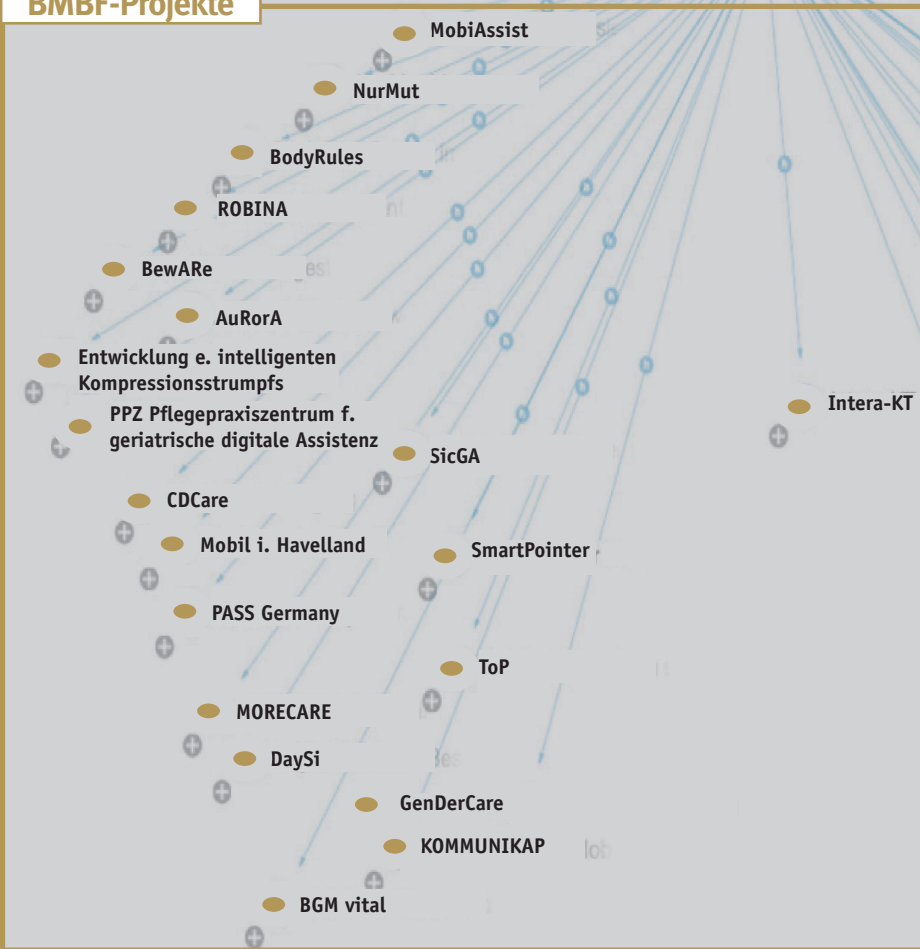 BMBF-Projekte
MobiAssist
NurMut
BodyRules
ROBINA
BewARe
AuRorA
Entwicklung e. intelligenten
Kompressionsstrumpfs
PPZ Pflegepraxiszentrum f.
geriatrische digitale Assistenz
Intera-KT
SicGA
CDCare
Mobil i. Havelland
SmartPointer
PASS Germany
ToP
MORECARE
DaySi
GenDerCare
KOMMUNIKAP
BGM vital